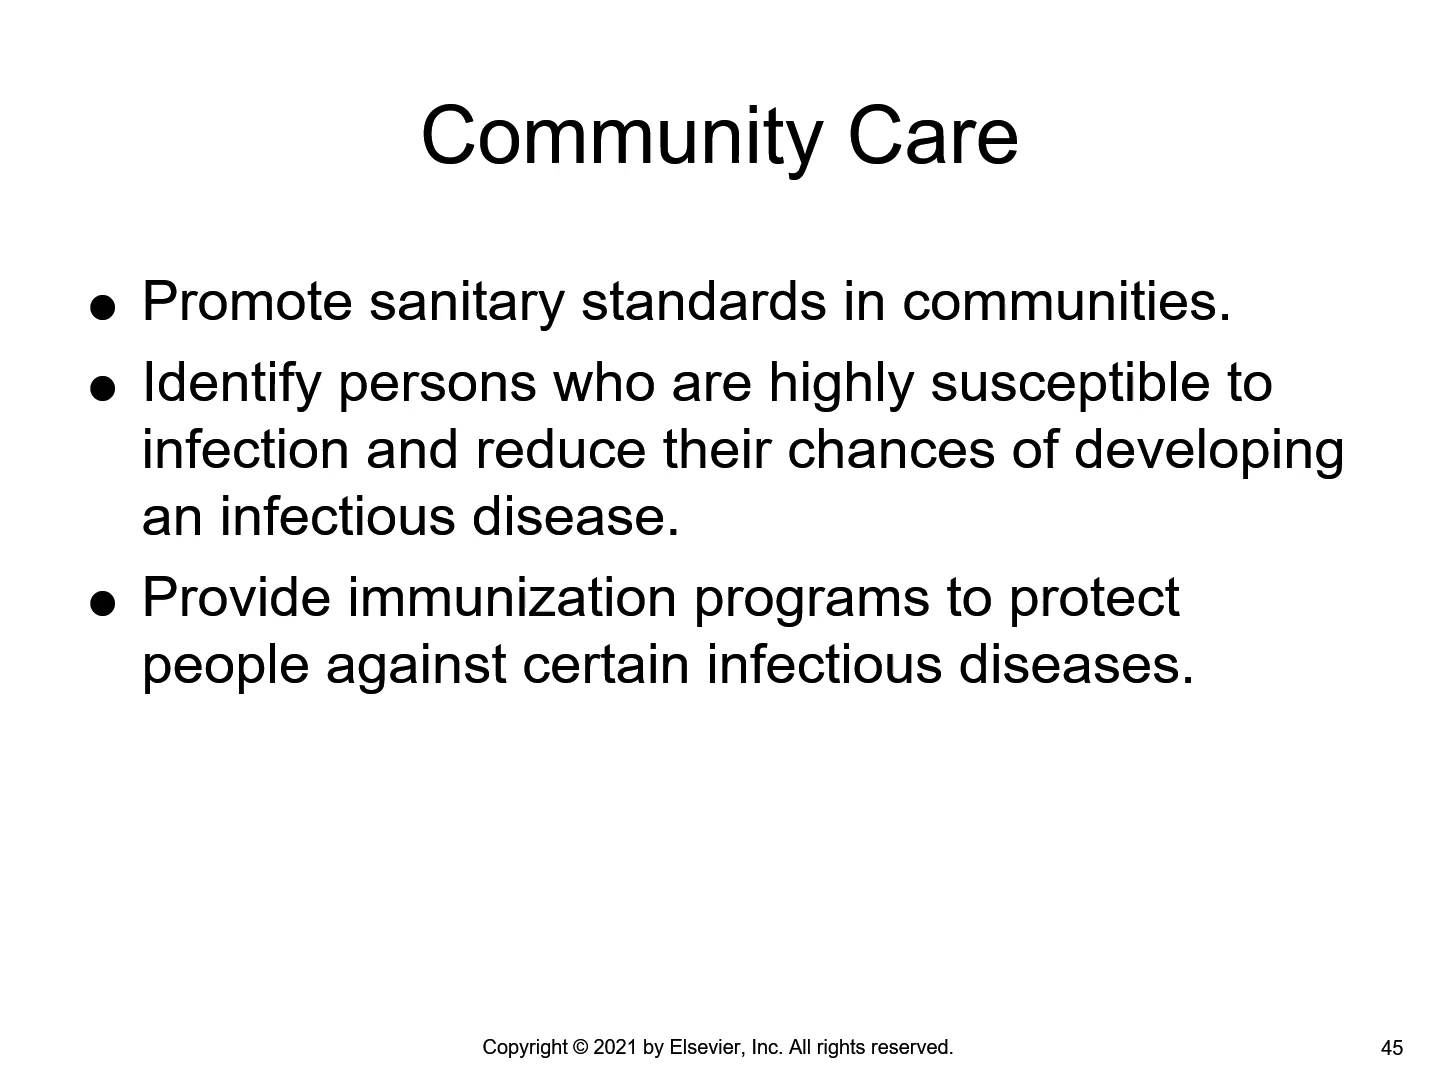 Community Care
● Promote sanitary standards in communities.
● Identify persons who are highly susceptible to
infection and reduce their chances of developing
an infectious disease.
● Provide immunization programs to protect
people against certain infectious diseases.
Copyright © 2021 by Elsevier, Inc. All rights reserved.
45